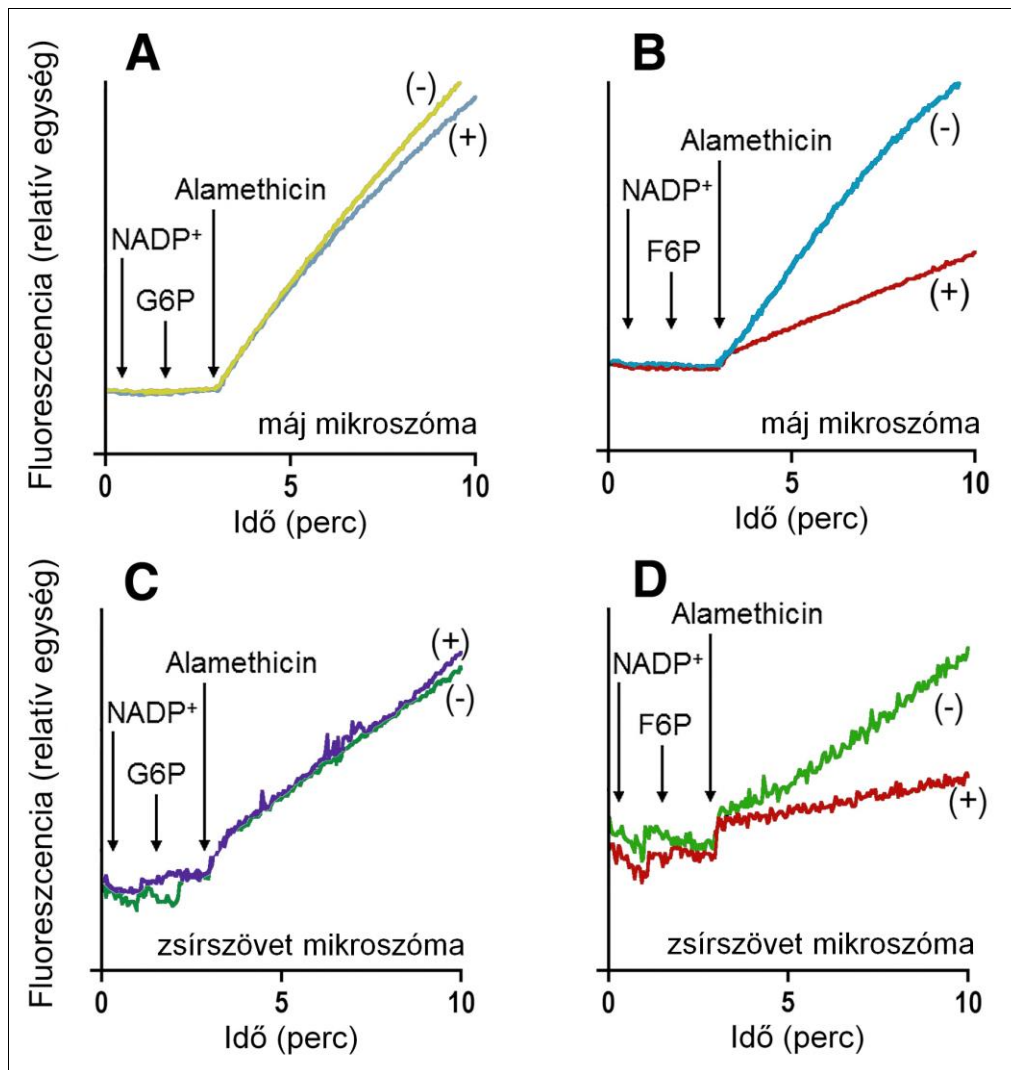 A
Fluoreszcencia (relatív egység)
(-)
(+)
Alamethicin
NADP⁺
G6P
máj mikroszóma
0
5
10
Idő (perc)
B
(-)
Alamethicin
NADP⁺
F6P
(+)
máj mikroszóma
0
5
10
Idő (perc)
C
Fluoreszcencia (relatív egység)
(+)
Alamethicin
(-)
NADP⁺
G6P
zsírszövet mikroszóma
0
5
10
Idő (perc)
D
Alamethicin
NADP⁺
(-)
F6P
(+)
zsírszövet mikroszóma
0
5
10
Idő (perc)